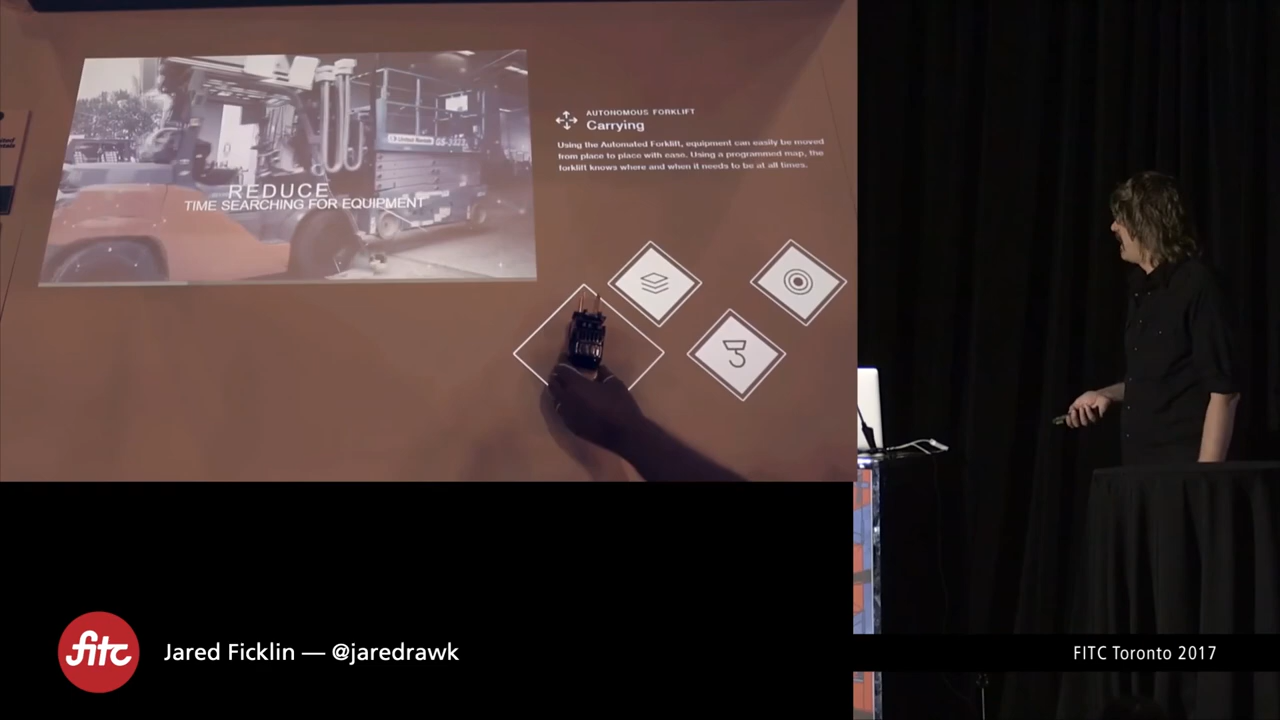 AUTONOMOUS FORKLIFT
Carrying
Using the Automated Forklift, equipment can easily be moved
from place to place with ease. Using a programmed map, the
forklift knows where and when it needs to be at all times.
REDUCE
TIME SEARCHING FOR EQUIPMENT
United Rentals
fitc
Jared Ficklin — @jaredrawk
FITC Toronto 2017